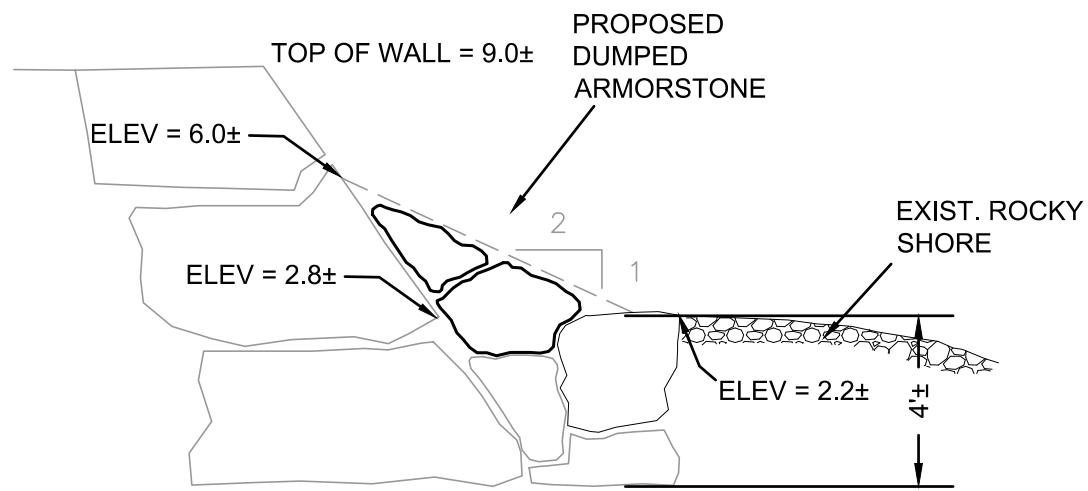 PROPOSED
DUMPED
ARMORSTONE
TOP OF WALL = 9.0±
ELEV = 6.0±
2
1
EXIST. ROCKY
SHORE
ELEV = 2.8±
ELEV = 2.2±
4'±